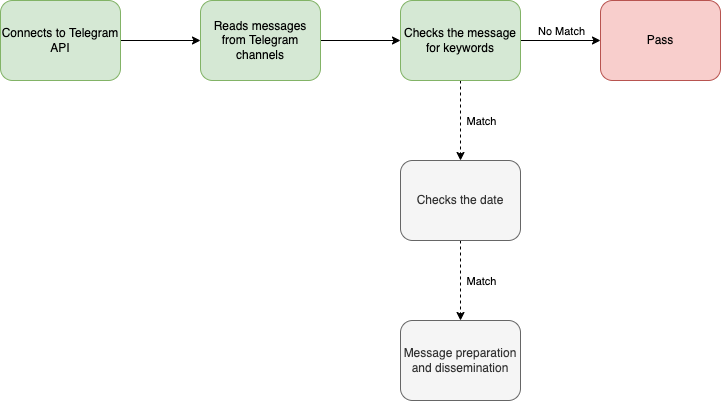 Connects to Telegram
API
Reads messages
from Telegram
channels
Checks the message
for keywords
No Match
Pass
Match
Checks the date
Match
Message preparation
and dissemination